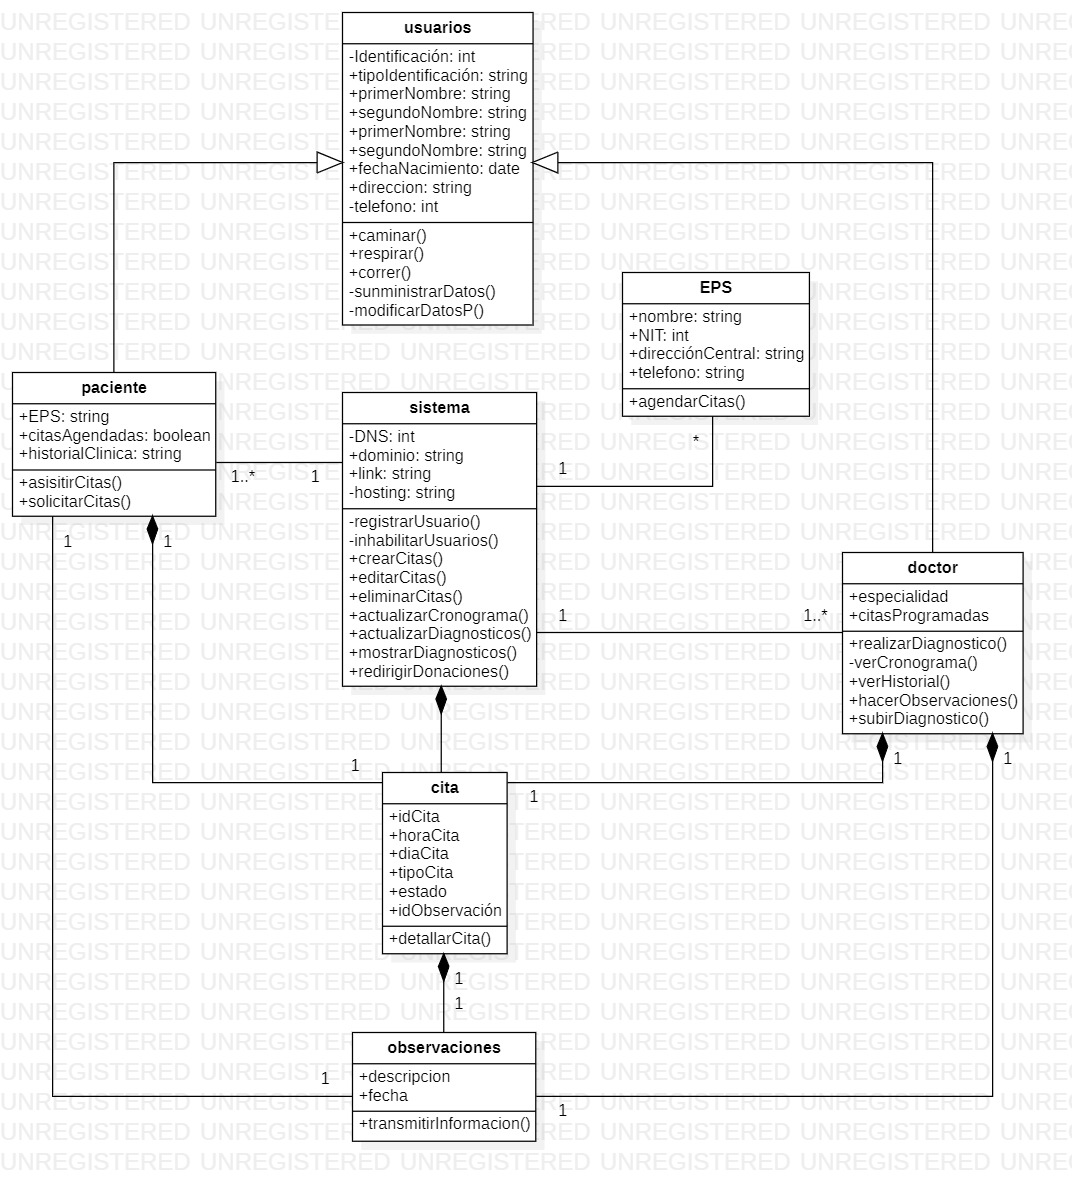 usuarios
-Identificación: int
+tipoIdentificación: string
+primerNombre: string
+segundoNombre: string
+primerNombre: string
+segundoNombre: string
+fechaNacimiento: date
+direccion: string
-telefono: int
+caminar()
+respirar()
+correr()
-sunministrarDatos()
-modificarDatosP()
EPS
+nombre: string
+NIT: int
+direcciónCentral: string
+telefono: string
+agendarCitas()
*
1
paciente
+EPS: string
+citasAgendadas: boolean
+historialClinica: string
+asisitirCitas()
+solicitarCitas()
1..*
1
1
1
sistema
-DNS: int
+dominio: string
+link: string
-hosting: string
-registrarUsuario()
-inhabilitarUsuarios()
+crearCitas()
+editarCitas()
+eliminarCitas()
+actualizarCronograma()
+actualizarDiagnosticos()
+mostrarDiagnosticos()
+redirigirDonaciones()
1
1..*
doctor
+especialidad
+citasProgramadas
+realizarDiagnostico()
-verCronograma()
+verHistorial()
+hacerObservaciones()
+subirDiagnostico()
1
1
1
1
cita
+idCita
+horaCita
+diaCita
+tipoCita
+estado
+idObservación
+detallarCita()
1
1
observaciones
+descripcion
+fecha
+transmitirInformacion()
1
1
UNREGISTERED